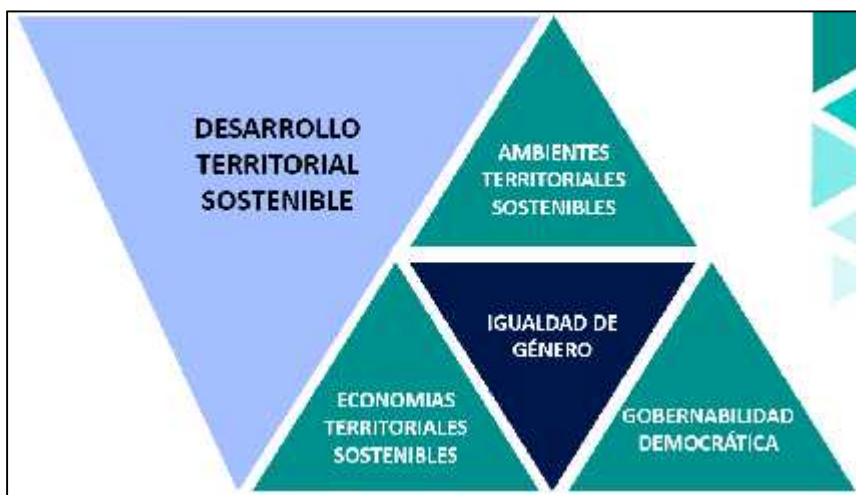 DESARROLLO
TERRITORIAL
SOSTENIBLE
AMBIENTES
TERRITORIALES
SOSTENIBLES
IGUALDAD DE
GÉNERO
ECONOMIAS
TERRITORIALES
SOSTENIBLES
GOBERNABILIDAD
DEMOCRÁTICA